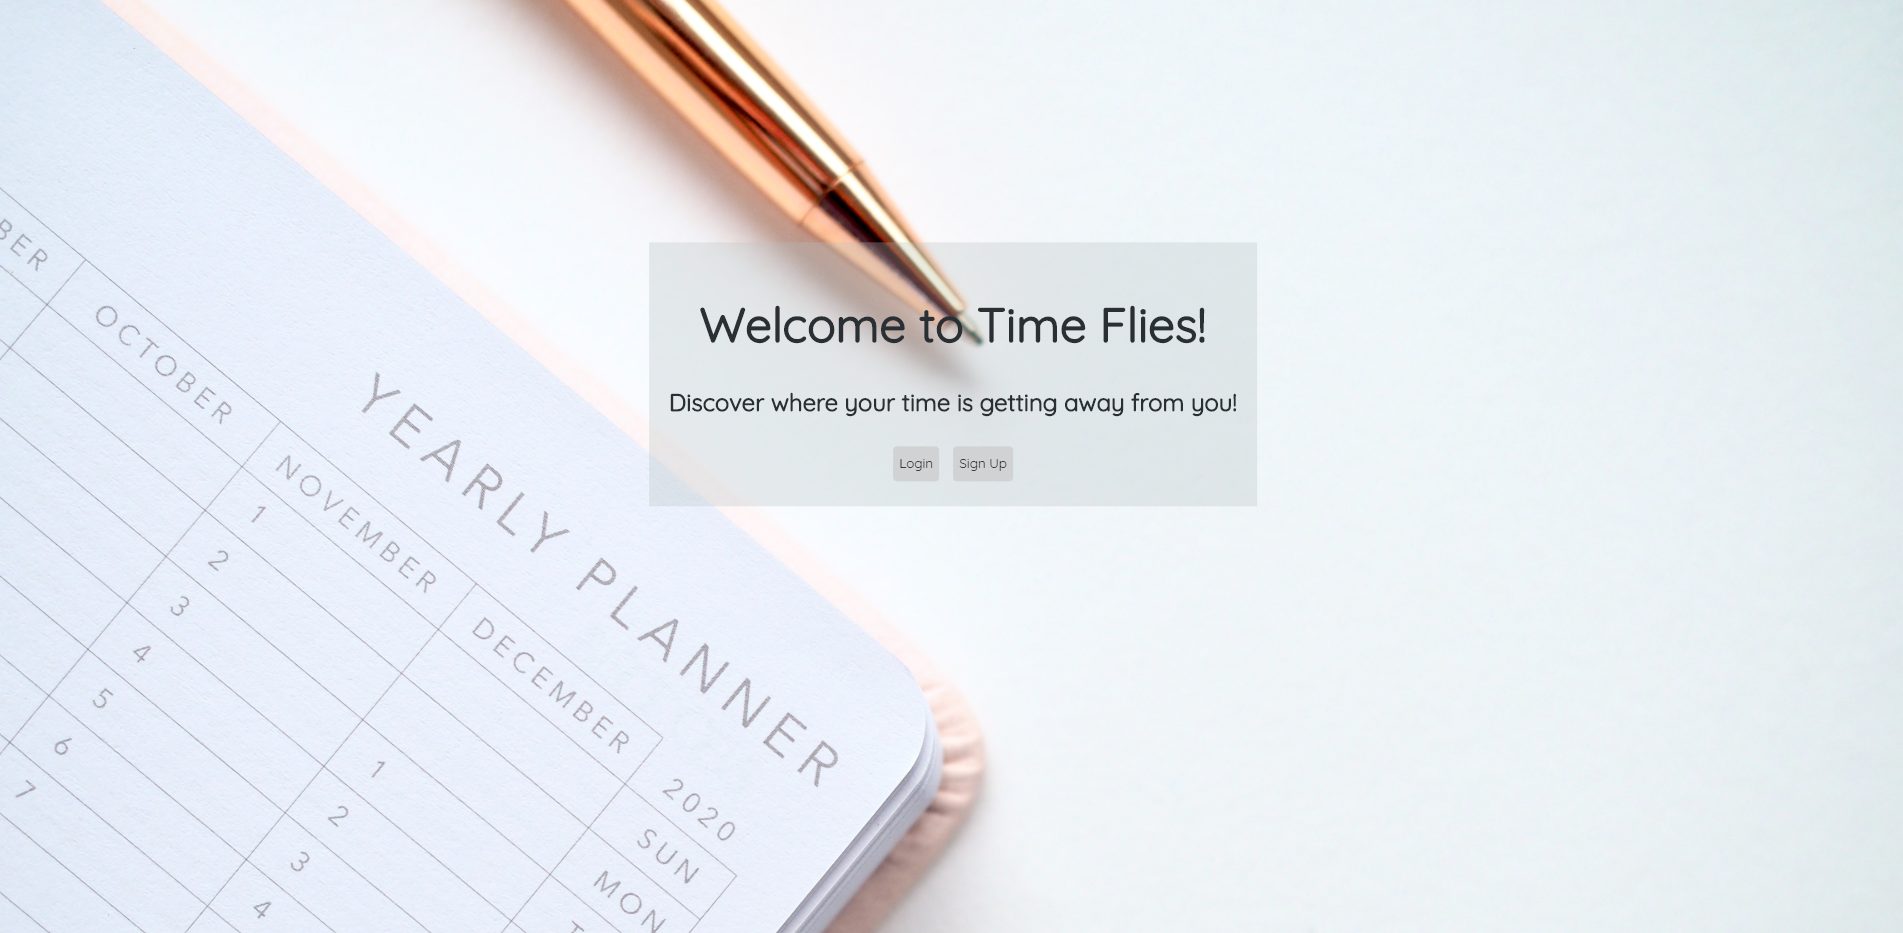 Welcome to Time Flies!
Discover where your time is getting away from you!
Login Sign Up
YEARLY PLANNER
BER
OCTOBER
NOVEMBER
DECEMBER
2020
SUN
MON
1
2
3
4
5
6
7
1
2
3
4